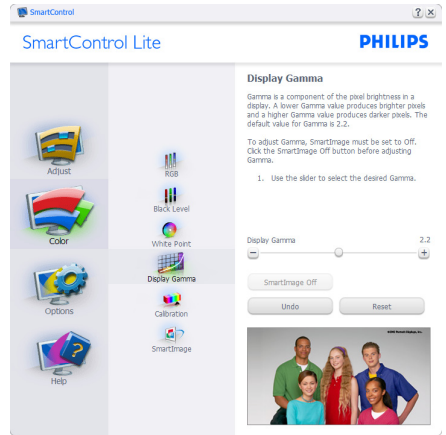 SmartControl
SmartControl Lite
PHILIPS
Adjust
Color
Options
Help
RGB
Black Level
White Point
Display Gamma
Calibration
SmartImage
Display Gamma
Gamma is a component of the pixel brightness in a
display. A lower Gamma value produces brighter pixels
and a higher Gamma value produces darker pixels. The
default value for Gamma is 2.2.
To adjust Gamma, SmartImage must be set to Off.
Click the SmartImage Off button before adjusting
Gamma.
1. Use the slider to select the desired Gamma.
Display Gamma 2.2
SmartImage Off
Undo Reset